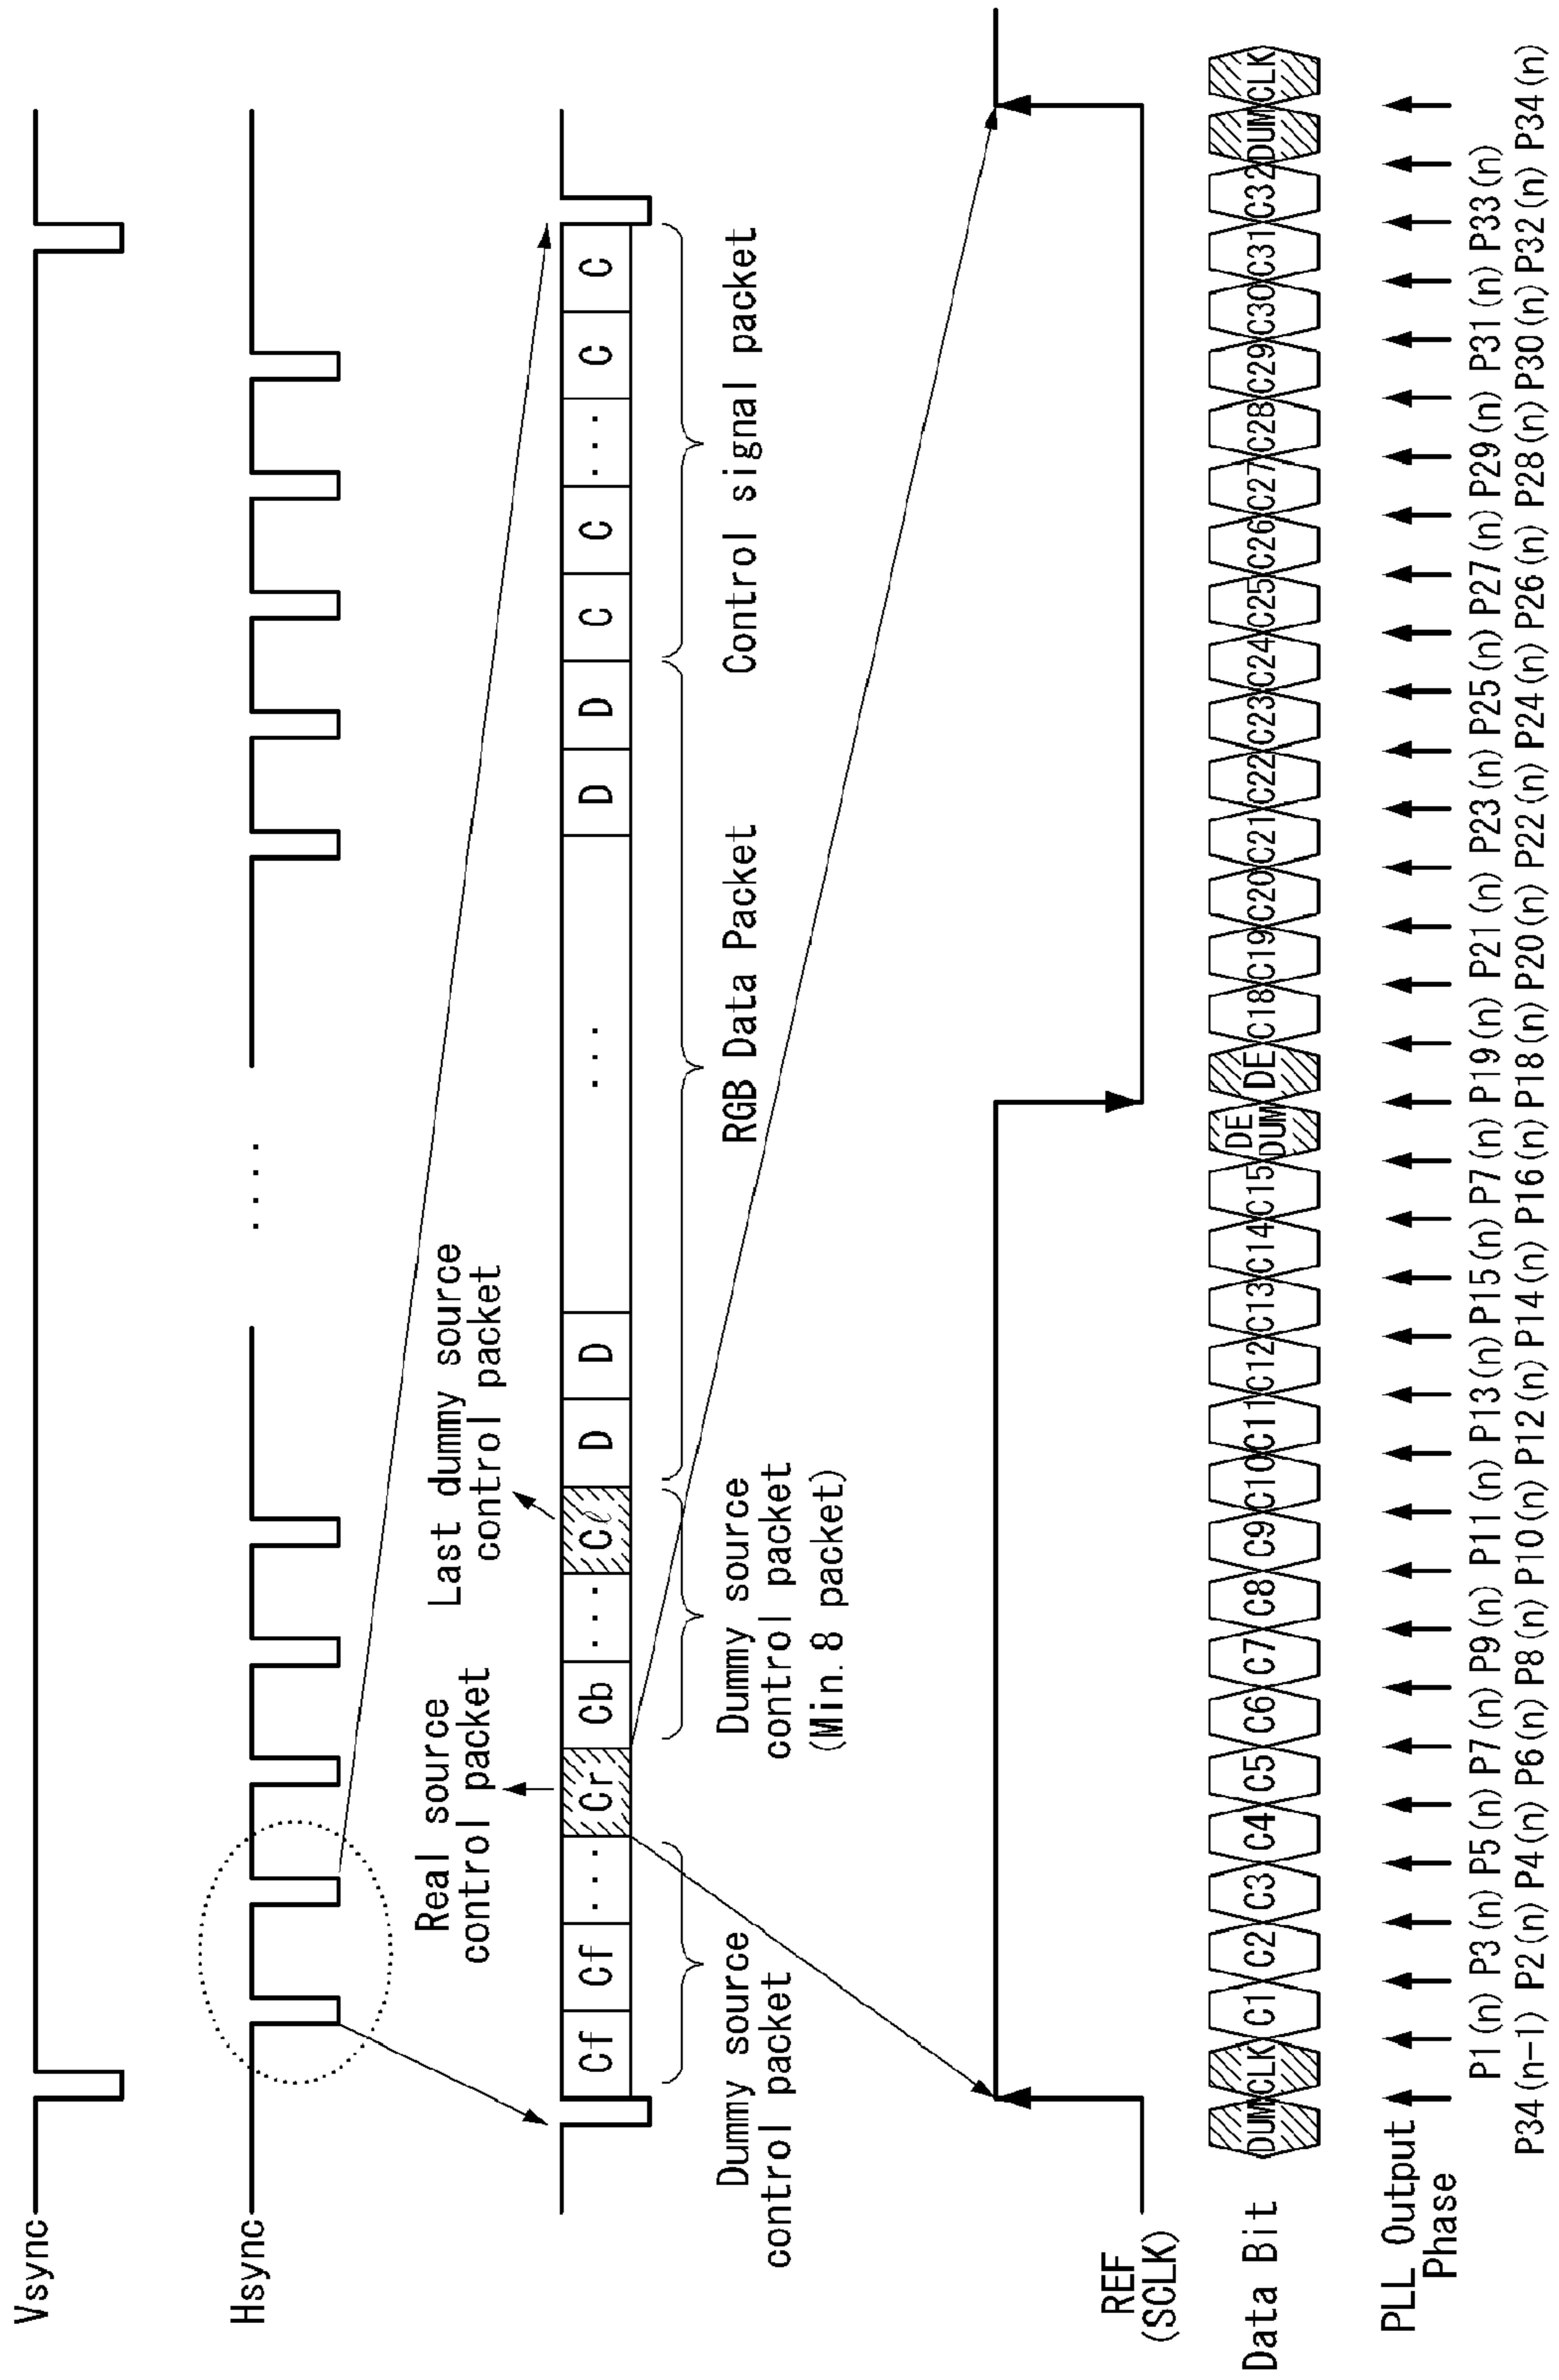 Vsync
Hsync
....
Real source
control packet
Last dummy source
control packet
Cf Cf ... Cr Cb ... Cℓ D D ... D D C C ... C C
Dummy source
control packet
Dummy source
control packet
(Min. 8 packet)
RGB Data Packet
Control signal packet
REF
(SCLK)
Data Bit
DUM CLK C1 C2 C3 C4 C5 C6 C7 C8 C9 C10 C11 C12 C13 C14 C15 DE DUM DE C18 C19 C20 C21 C22 C23 C24 C25 C26 C27 C28 C29 C30 C31 C32 DUM CLK
PLL Output
Phase
P1(n) P3(n) P5(n) P7(n) P9(n) P11(n) P13(n) P15(n) P7(n) P19(n) P21(n) P23(n) P25(n) P27(n) P29(n) P31(n) P33(n)
P34(n-1) P2(n) P4(n) P6(n) P8(n) P10(n) P12(n) P14(n) P16(n) P18(n) P20(n) P22(n) P24(n) P26(n) P28(n) P30(n) P32(n) P34(n)